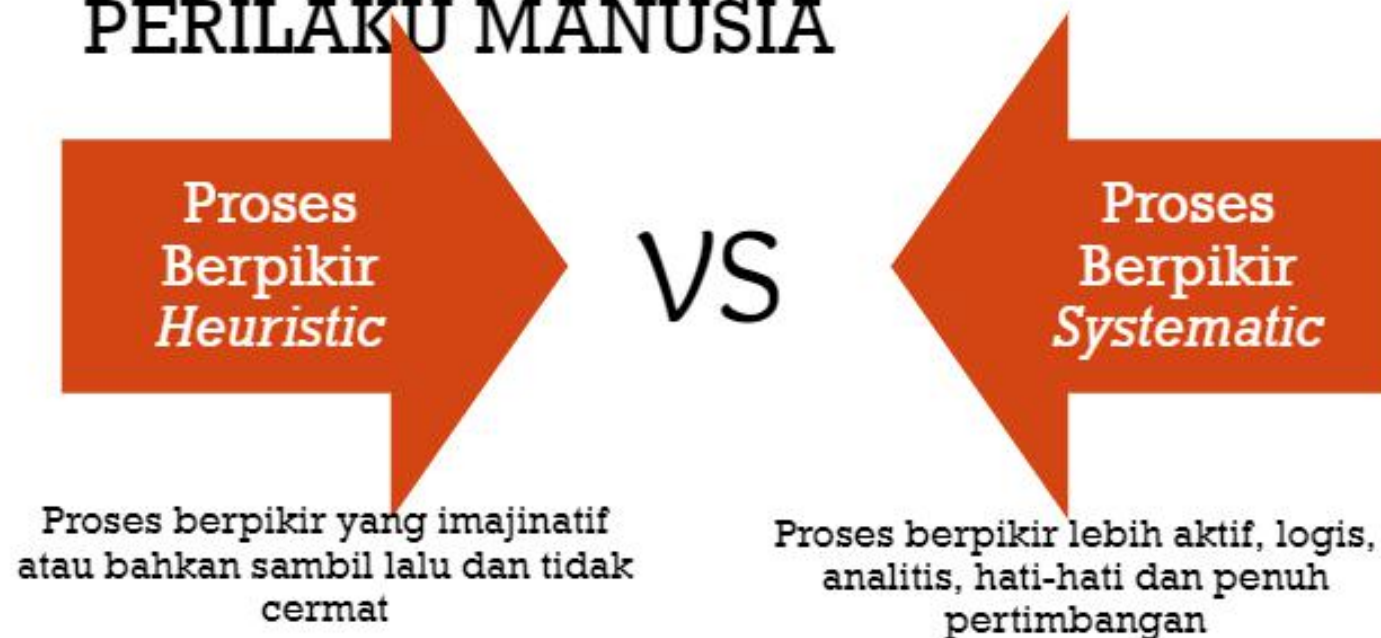 PERILAKU MANUSIA
Proses
Berpikir
Heuristic
VS
Proses
Berpikir
Systematic
Proses berpikir yang imajinatif
atau bahkan sambil lalu dan tidak
cermat
Proses berpikir lebih aktif, logis,
analitis, hati-hati dan penuh
pertimbangan